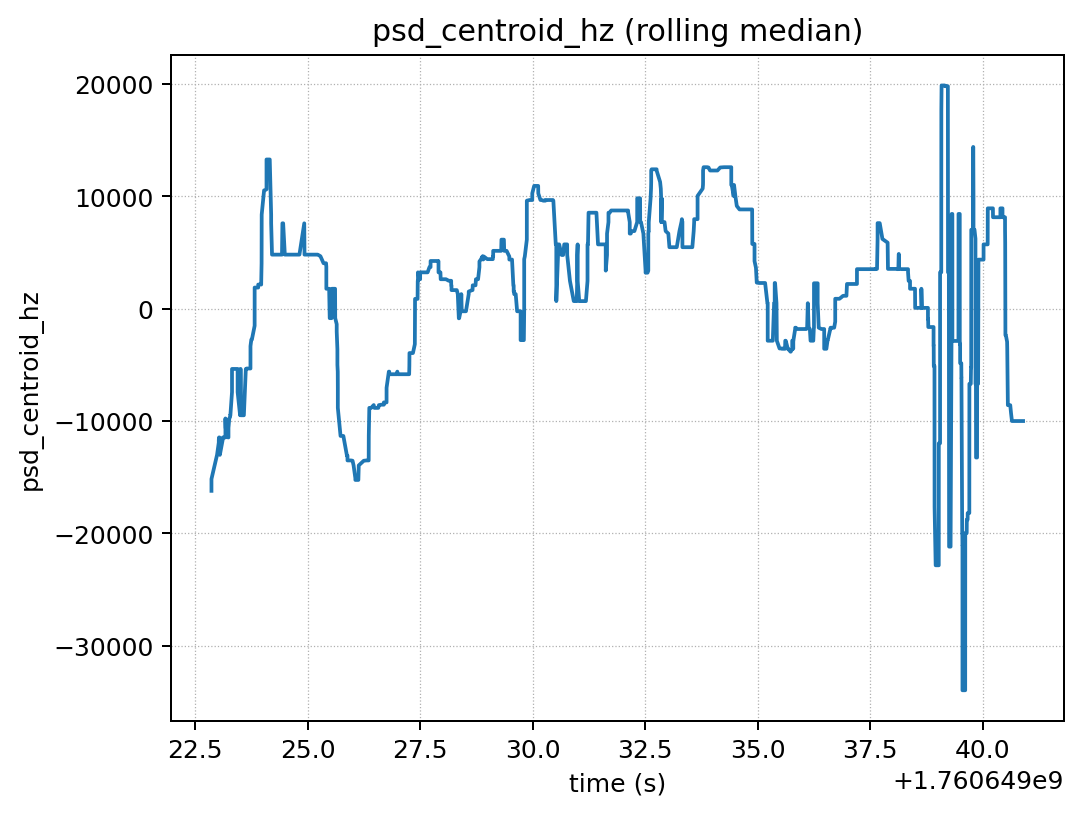 psd_centroid_hz (rolling median)
psd_centroid_hz
20000
10000
0
−10000
−20000
−30000
22.5 25.0 27.5 30.0 32.5 35.0 37.5 40.0
time (s)
+1.760649e9